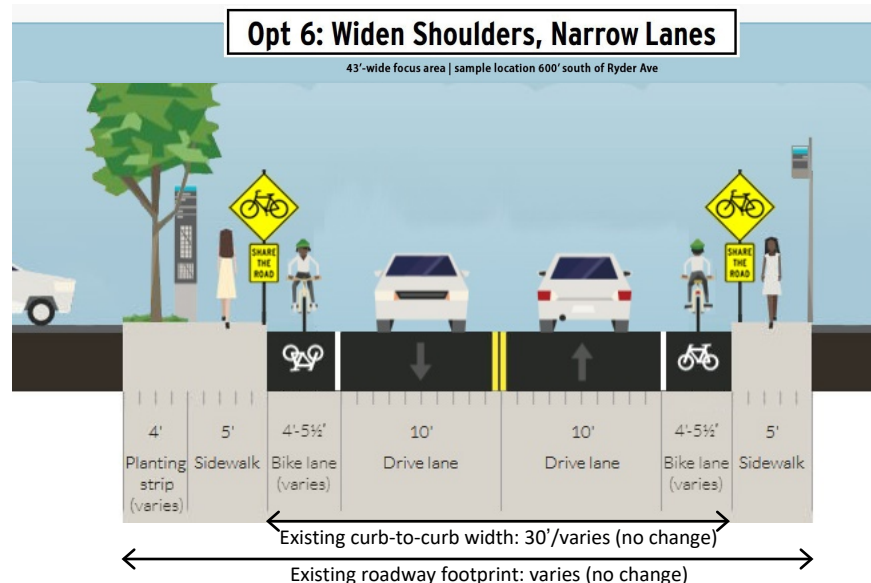 Opt 6: Widen Shoulders, Narrow Lanes
43'-wide focus area | sample location 600' south of Ryder Ave
SHARE
THE
ROAD
SHARE
THE
ROAD
4' 5' 4'-5½' 10' 10' 4'-5½' 5'
Planting Sidewalk Bike lane Drive lane Drive lane Bike lane Sidewalk
strip (varies) (varies)
(varies)
Existing curb-to-curb width: 30'/varies (no change)
Existing roadway footprint: varies (no change)